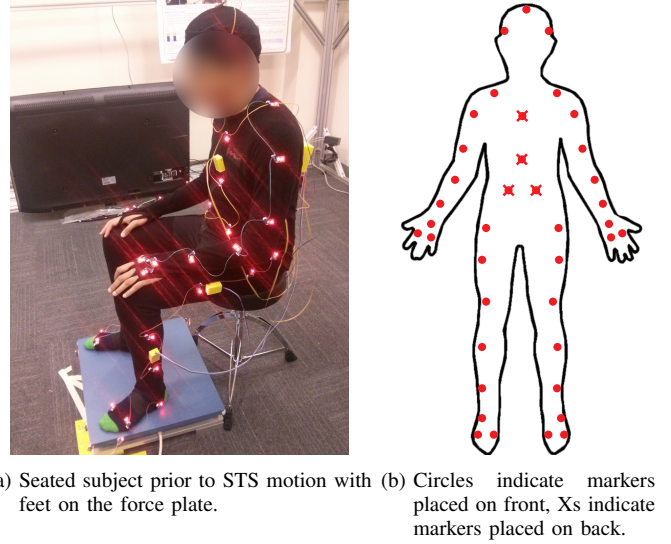 a) Seated subject prior to STS motion with
feet on the force plate.
(b) Circles indicate markers
placed on front, Xs indicate
markers placed on back.